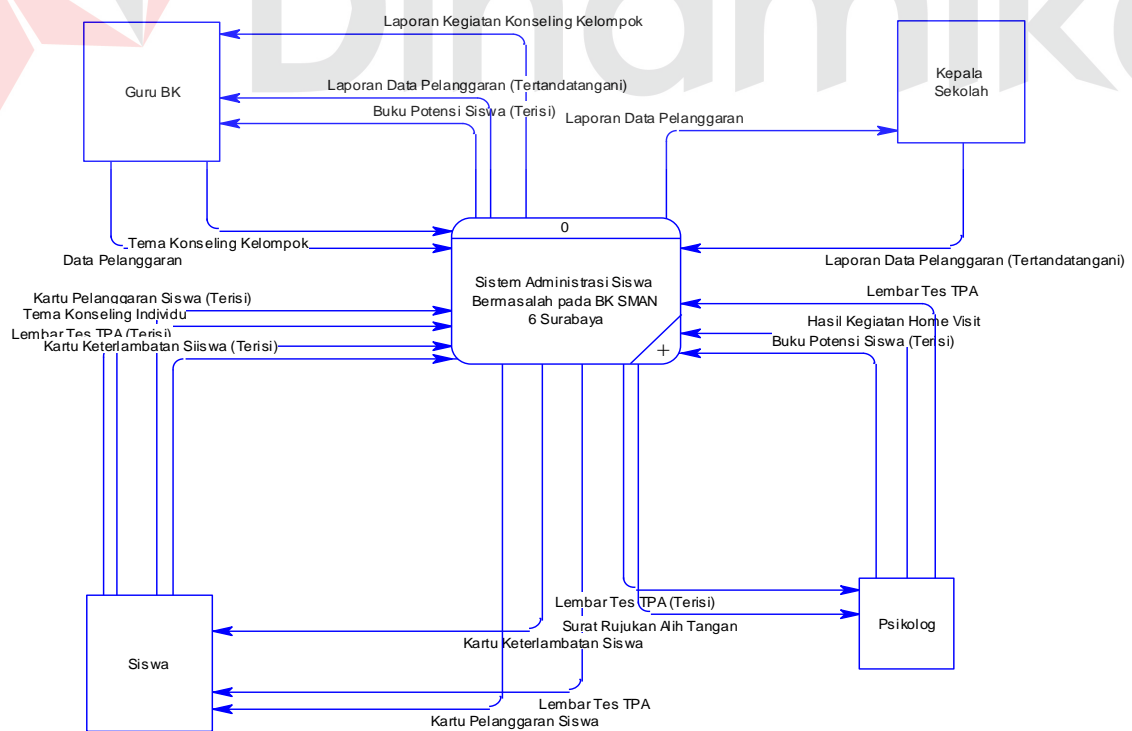 Dinamika
Laporan Kegiatan Konseling Kelompok
Guru BK
Laporan Data Pelanggaran (Tertandatangani)
Buku Potensi Siswa (Terisi)
Laporan Data Pelanggaran
Kepala
Sekolah
0
Sistem Administrasi Siswa
Bermasalah pada BK SMAN
6 Surabaya
+
Tema Konseling Kelompok
Data Pelanggaran
Laporan Data Pelanggaran (Tertandatangani)
Kartu Pelanggaran Siswa (Terisi)
Tema Konseling Individu
Lembar Tes TPA (Terisi)
Kartu Keterlambatan Siiswa (Terisi)
Lembar Tes TPA
Hasil Kegiatan Home Visit
Buku Potensi Siswa (Terisi)
Lembar Tes TPA (Terisi)
Surat Rujukan Alih Tangan
Psikolog
Kartu Keterlambatan Siswa
Siswa
Lembar Tes TPA
Kartu Pelanggaran Siswa